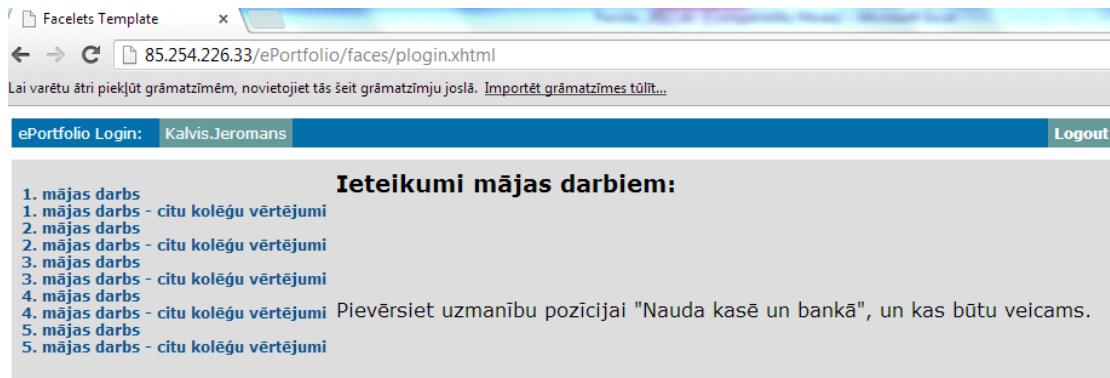 Facelets Template
85.254.226.33/ePortfolio/faces/plogin.xhtml
Lai varētu ātri piekļūt grāmatzīmēm, novietojiet tās šeit grāmatzīmju joslā. Importēt grāmatzīmes tūlīt...
ePortfolio Login: Kalvis.Jeromans Logout
Ieteikumi mājas darbiem:
1. mājas darbs
1. mājas darbs - citu kolēģu vērtējumi
2. mājas darbs
2. mājas darbs - citu kolēģu vērtējumi
3. mājas darbs
3. mājas darbs - citu kolēģu vērtējumi
4. mājas darbs
4. mājas darbs - citu kolēģu vērtējumi
5. mājas darbs
5. mājas darbs - citu kolēģu vērtējumi
Pievērsiet uzmanību pozīcijai "Nauda kasē un bankā", un kas būtu veicams.